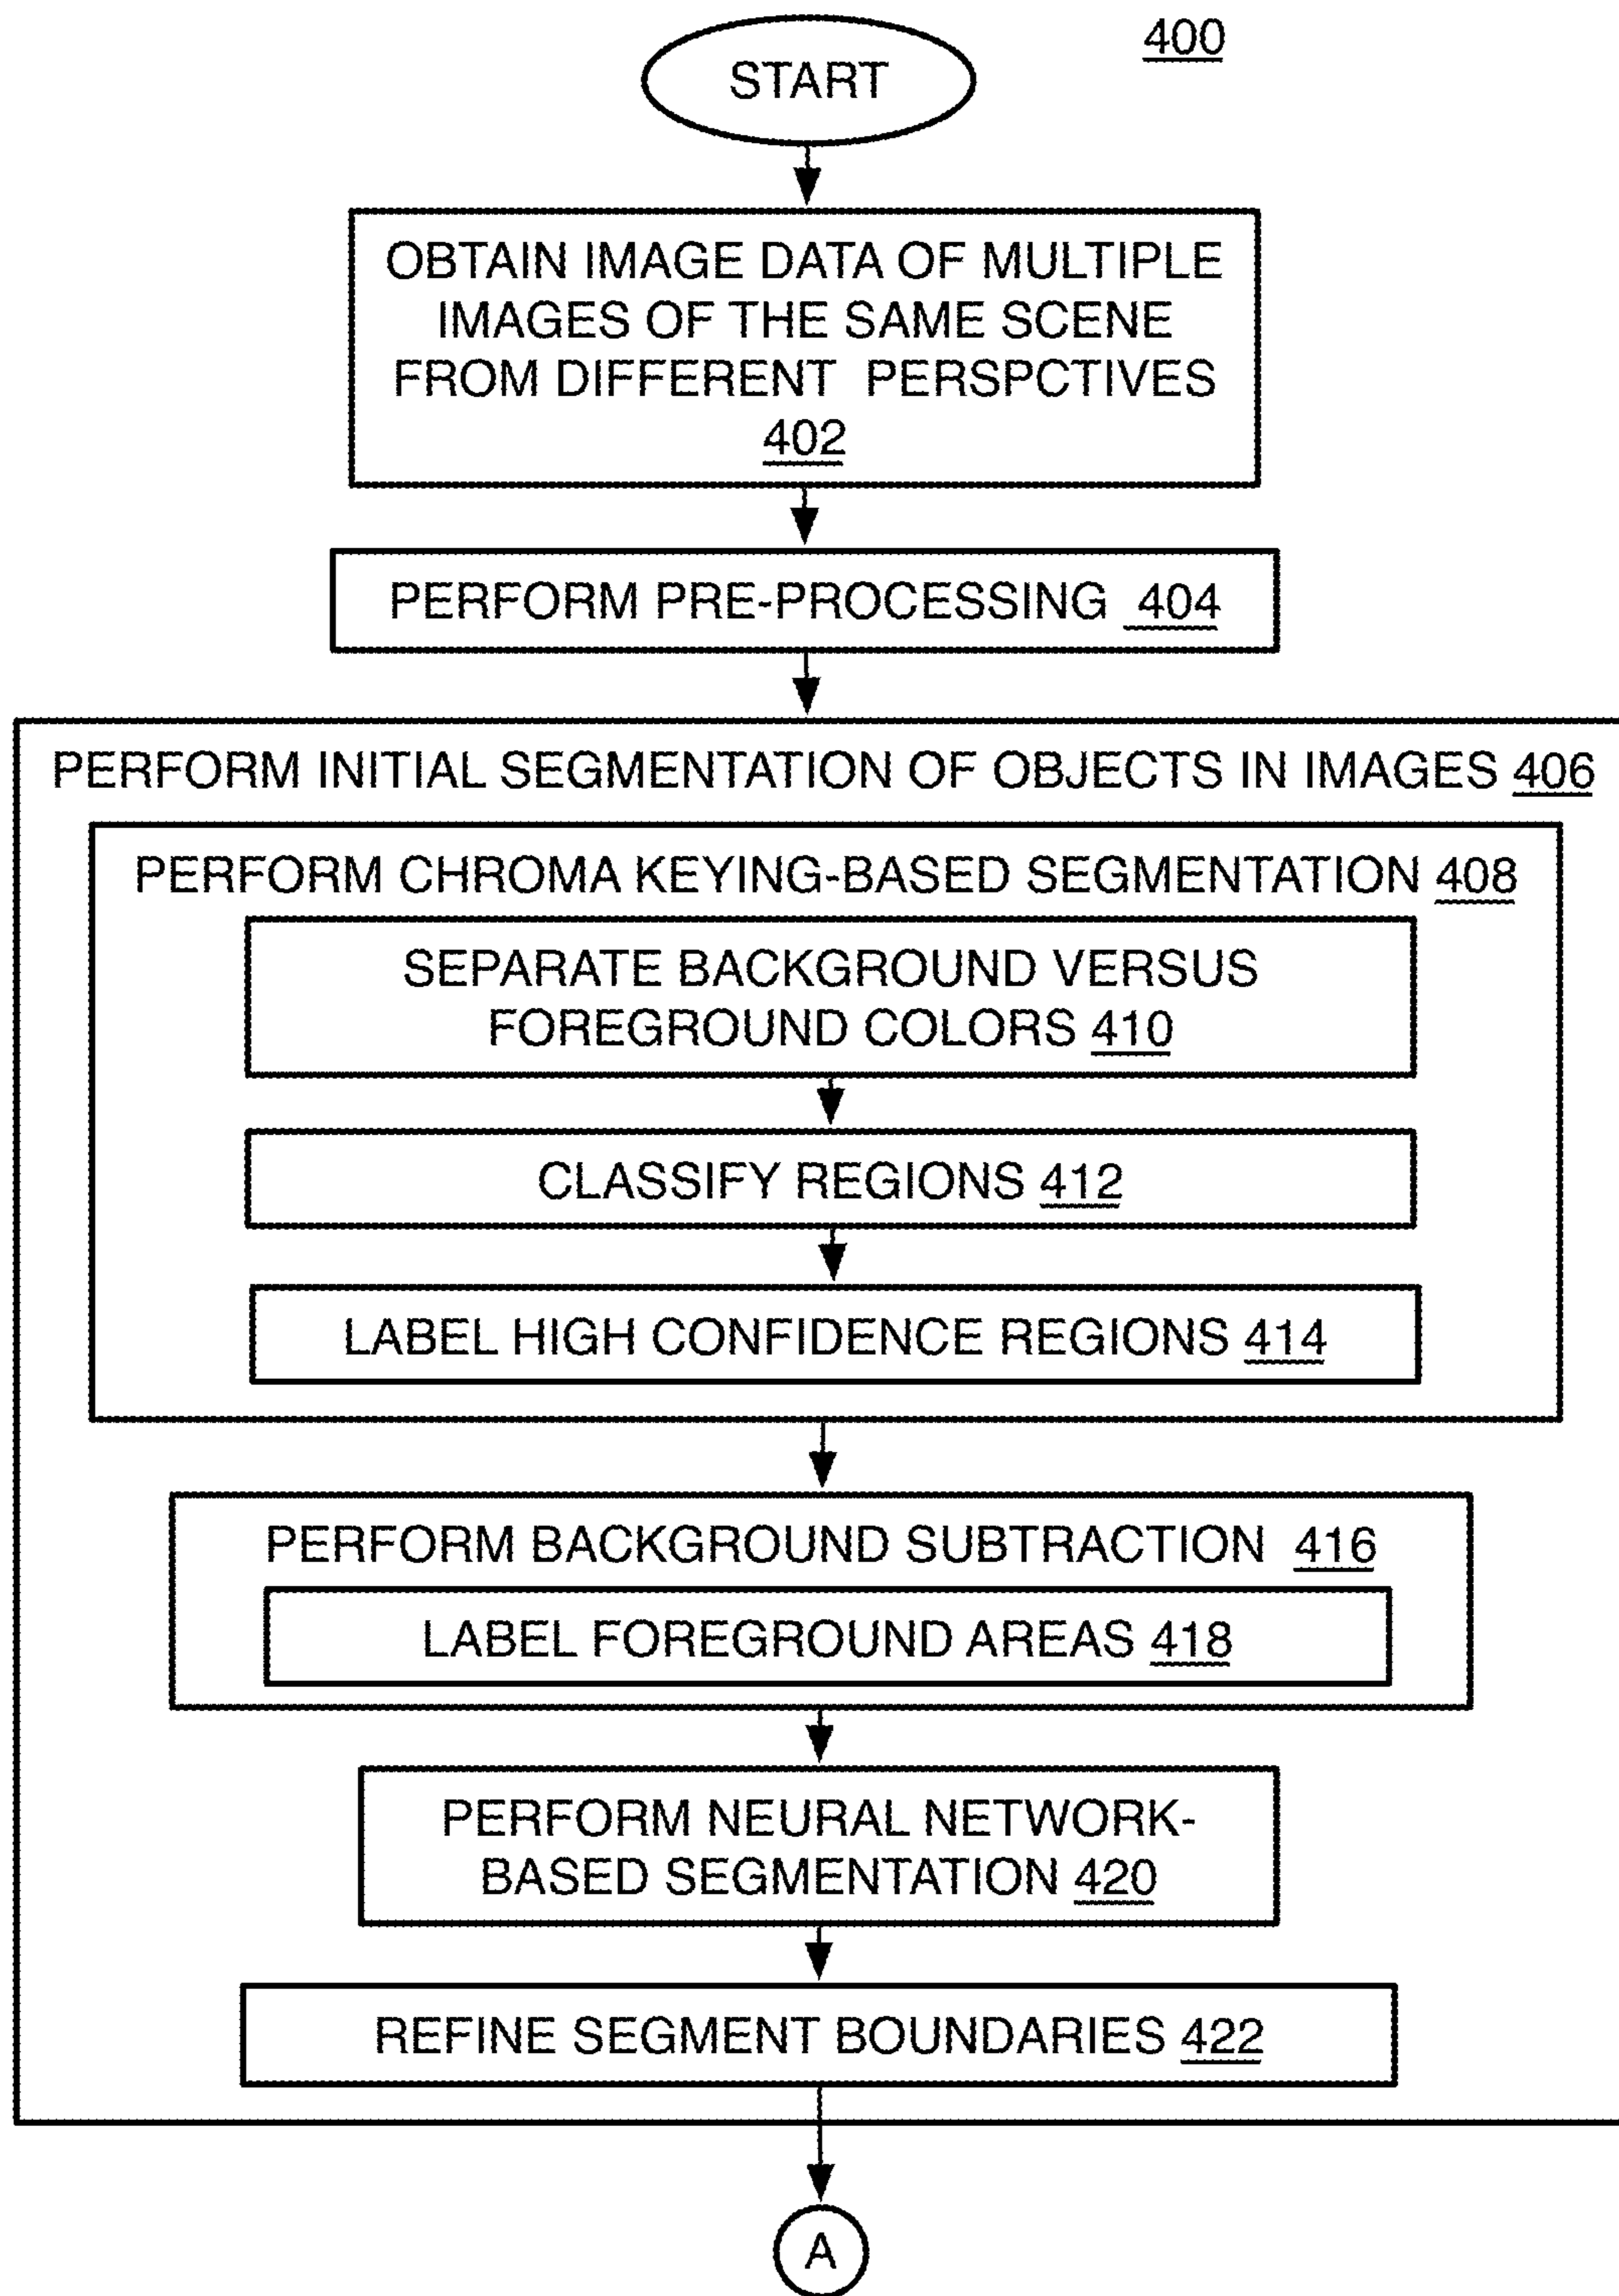 400
START
OBTAIN IMAGE DATA OF MULTIPLE
IMAGES OF THE SAME SCENE
FROM DIFFERENT PERSPCTIVES
402
PERFORM PRE-PROCESSING 404
PERFORM INITIAL SEGMENTATION OF OBJECTS IN IMAGES 406
PERFORM CHROMA KEYING-BASED SEGMENTATION 408
SEPARATE BACKGROUND VERSUS
FOREGROUND COLORS 410
CLASSIFY REGIONS 412
LABEL HIGH CONFIDENCE REGIONS 414
PERFORM BACKGROUND SUBTRACTION 416
LABEL FOREGROUND AREAS 418
PERFORM NEURAL NETWORK-
BASED SEGMENTATION 420
REFINE SEGMENT BOUNDARIES 422
A